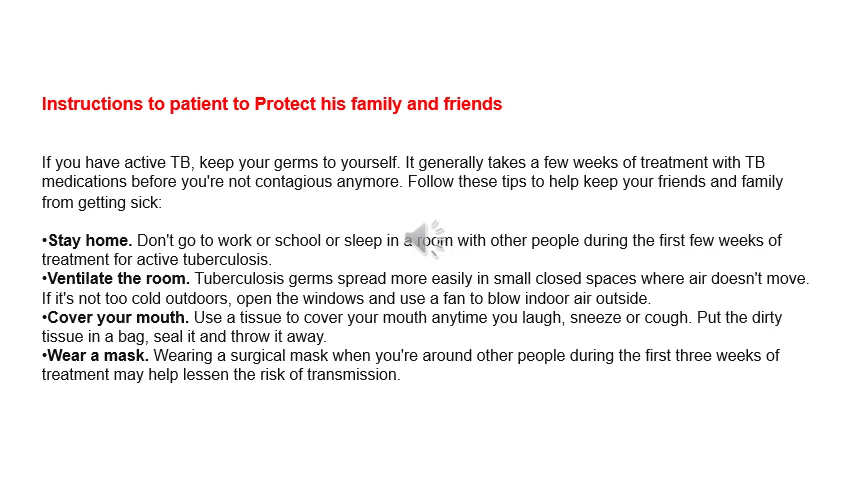 Instructions to patient to Protect his family and friends
If you have active TB, keep your germs to yourself. It generally takes a few weeks of treatment with TB
medications before you're not contagious anymore. Follow these tips to help keep your friends and family
from getting sick:
•Stay home. Don't go to work or school or sleep in a room with other people during the first few weeks of
treatment for active tuberculosis.
•Ventilate the room. Tuberculosis germs spread more easily in small closed spaces where air doesn't move.
If it's not too cold outdoors, open the windows and use a fan to blow indoor air outside.
•Cover your mouth. Use a tissue to cover your mouth anytime you laugh, sneeze or cough. Put the dirty
tissue in a bag, seal it and throw it away.
•Wear a mask. Wearing a surgical mask when you're around other people during the first three weeks of
treatment may help lessen the risk of transmission.